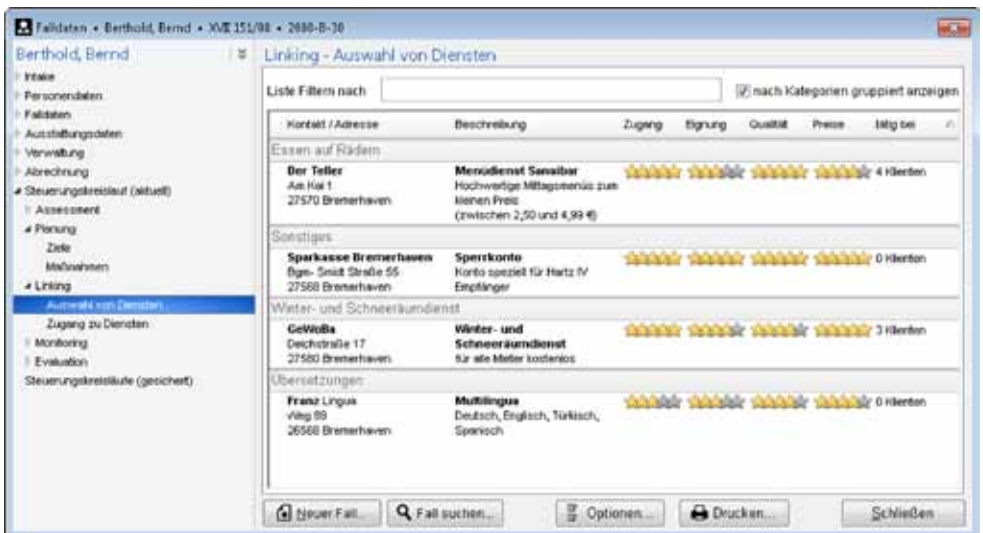 Falldaten • Berthold, Bernd • XVII 151/08 • 2080-B-30
Berthold, Bernd
Intake
Personendaten
Falldaten
Ausstattungsdaten
Verwaltung
Abrechnung
Steuerungskreislauf (aktuell)
Assessment
Planung
Ziele
Maßnahmen
Linking
Auswahl von Diensten
Zugang zu Diensten
Monitoring
Evaluation
Steuerungskreisläufe (gesichert)
Linking - Auswahl von Diensten
Liste Filtern nach
nach Kategorien gruppiert anzeigen
Kontakt / Adresse Beschreibung Zugang Eignung Qualität Preise tätig bei
Essen auf Rädern
Der Teller Menüdienst Sansibar 4 Klienten
Am Kai 1 Hochwertige Mittagsmenüs zum
27570 Bremerhaven kleinen Preis
(zwischen 2,50 und 4,99 €)
Sonstiges
Sparkasse Bremerhaven Sperrkonto 0 Klienten
Bgm- Smidt Straße 55 Konto speziell für Hartz IV
27568 Bremerhaven Empfänger
Winter- und Schneeräumdienst
GeWoBa Winter- und 3 Klienten
Deichstraße 17 Schneeräumdienst
27580 Bremerhaven für alle Mieter kostenlos
Übersetzungen
Franz Lingua Multilingua 0 Klienten
Weg 89 Deutsch, Englisch, Türkisch,
26568 Bremerhaven Spanisch
Neuer Fall...
Fall suchen...
Optionen...
Drucken...
Schließen